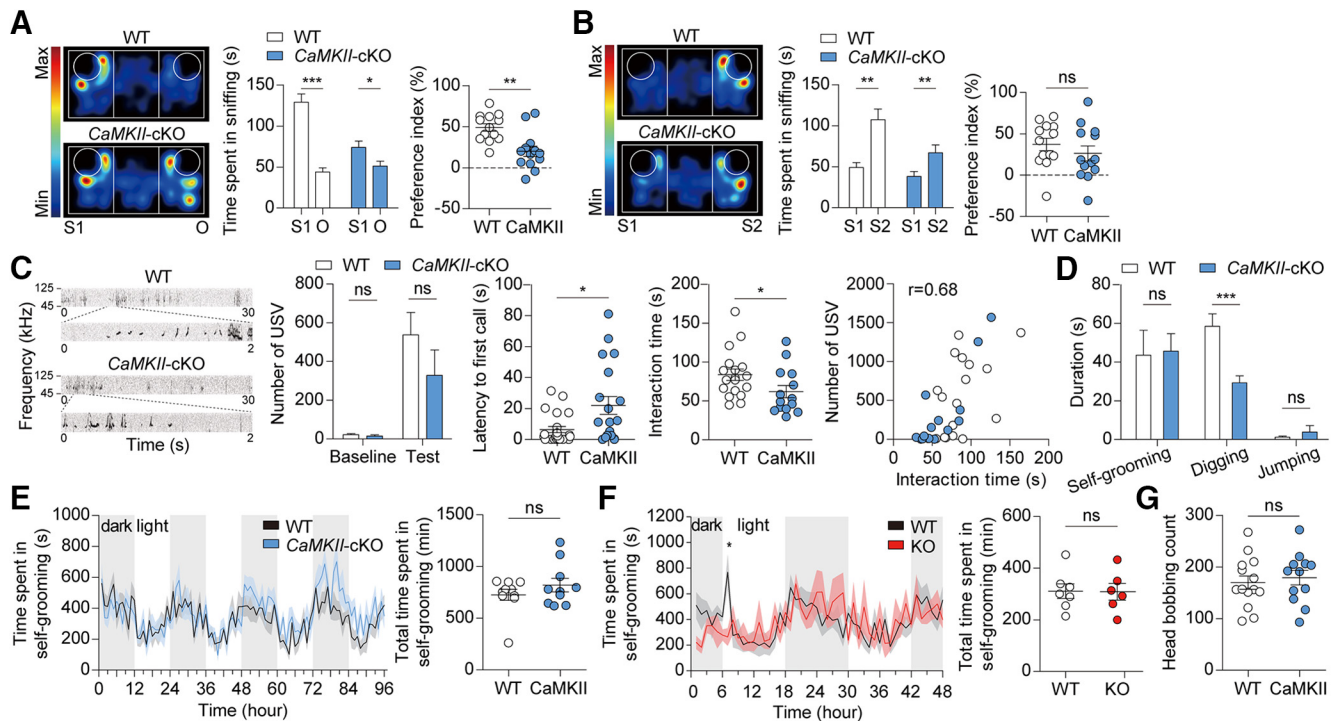 A
WT
WT
CaMKII-cKO
Max
Min
CaMKII-cKO
S1
O
Time spent in sniffing (s)
150
100
50
0
***
*
S1 O
S1 O
Preference index (%)
100
50
0
-50
**
WT CaMKII
B
WT
WT
CaMKII-cKO
Max
Min
CaMKII-cKO
S1
S2
Time spent in sniffing (s)
150
100
50
0
**
**
S1 S2
S1 S2
Preference index (%)
100
50
0
-50
ns
WT CaMKII
C
WT
Frequency (kHz)
125
45
0
30
0
2
CaMKII-cKO
125
45
0
30
0
2
Time (s)
WT
CaMKII-cKO
Number of USV
800
600
400
200
0
ns
ns
Baseline
Test
Latency to first call (s)
100
80
60
40
20
0
*
WT CaMKII
Interaction time (s)
200
150
100
50
0
*
WT CaMKII
Number of USV
2000
1500
1000
500
0
r=0.68
0 40 80 120 160 200
Interaction time (s)
D
WT
CaMKII-cKO
Duration (s)
80
60
40
20
0
ns
***
ns
Self-grooming
Digging
Jumping
E
Time spent in
self-grooming (s)
1000
800
600
400
200
0
dark light
WT
CaMKII-cKO
0 12 24 36 48 60 72 84 96
Time (hour)
Total time spent in
self-grooming (min)
1500
1000
500
0
ns
WT CaMKII
F
Time spent in
self-grooming (s)
1200
1000
800
600
400
200
0
dark
light
*
WT
KO
0 6 12 18 24 30 36 42 48
Time (hour)
Total time spent in
self-grooming (min)
600
400
200
0
ns
WT
KO
G
Head bobbing count
300
200
100
0
ns
WT CaMKII